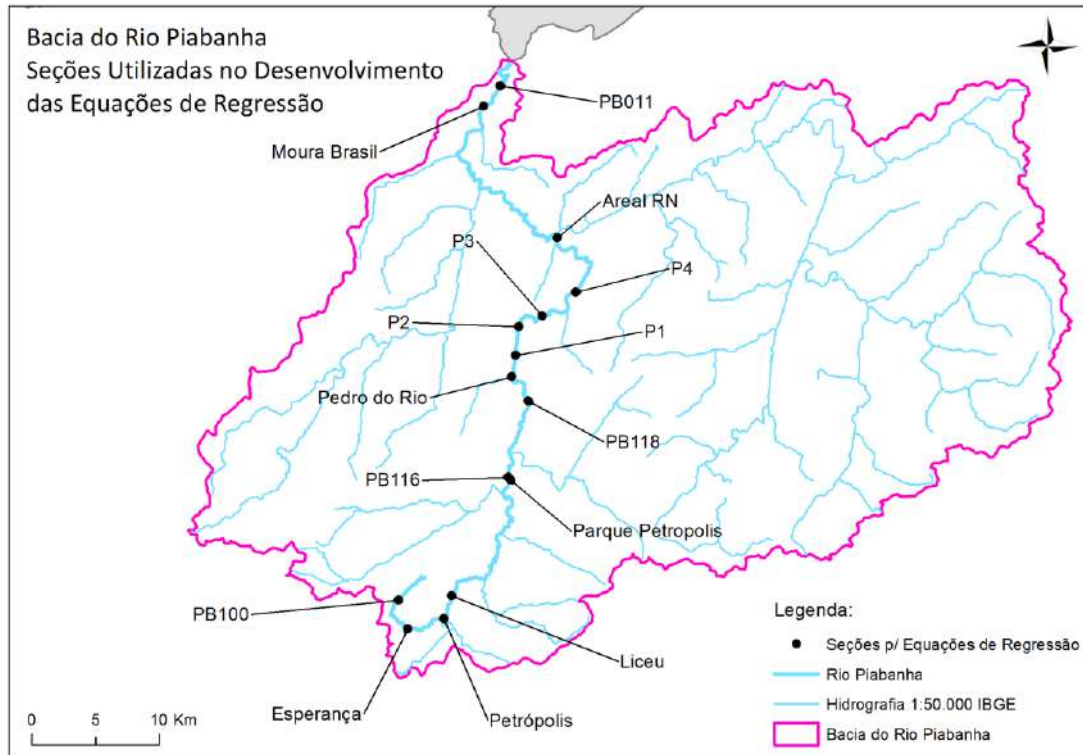 Bacia do Rio Piabanha
Seções Utilizadas no Desenvolvimento
das Equações de Regressão
PB011
Moura Brasil
Areal RN
P3
P4
P2
P1
Pedro do Rio
PB118
PB116
Parque Petropolis
PB100
Liceu
Esperança
Petrópolis
Legenda:
Seções p/ Equações de Regressão
Rio Piabanha
Hidrografia 1:50.000 IBGE
Bacia do Rio Piabanha
0 5 10 Km